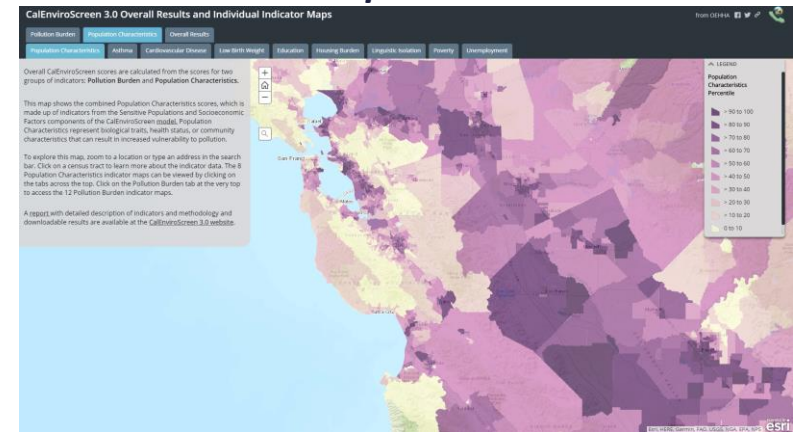 CalEnviroScreen 3.0 Overall Results and Individual Indicator Maps
from OEHHA
Pollution Burden
Population Characteristics
Overall Results
Population Characteristics
Asthma
Cardiovascular Disease
Low Birth Weight
Education
Housing Burden
Linguistic Isolation
Poverty
Unemployment
Overall CalEnviroScreen scores are calculated from the scores for two
groups of indicators: Pollution Burden and Population Characteristics.
This map shows the combined Population Characteristics scores, which is
made up of indicators from the Sensitive Populations and Socioeconomic
Factors components of the CalEnviroScreen model. Population
Characteristics represent biological traits, health status, or community
characteristics that can result in increased vulnerability to pollution.
To explore this map, zoom to a location or type an address in the search
bar. Click on a census tract to learn more about the indicator data. The 8
Population Characteristics indicator maps can be viewed by clicking on
the tabs across the top. Click on the Pollution Burden tab at the very top
to access the 12 Pollution Burden indicator maps.
A report with detailed description of indicators and methodology and
downloadable results are available at the CalEnviroScreen 3.0 website.
+
−
San Franc
LEGEND
Population
Characteristics
Percentile
> 90 to 100
> 80 to 90
> 70 to 80
> 60 to 70
> 50 to 60
> 40 to 50
> 30 to 40
> 20 to 30
> 10 to 20
0 to 10
Esri, HERE, Garmin, FAO, USGS, NGA, EPA, NPS
esri